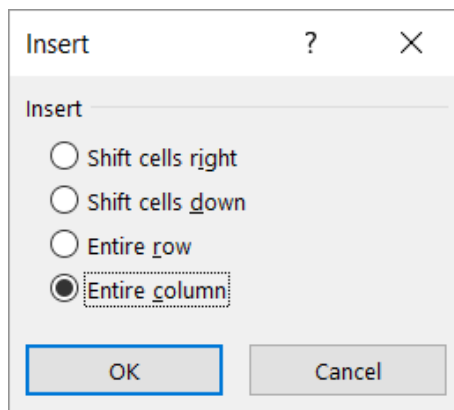 Insert ?
Insert
Shift cells right
Shift cells down
Entire row
Entire column
OK Cancel